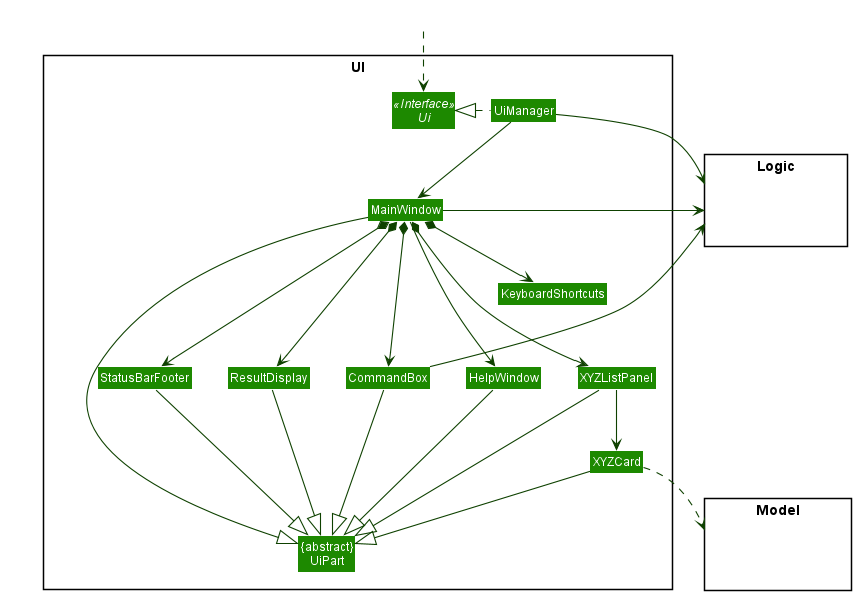 UI
«Interface»
Ui
UiManager
Logic
MainWindow
KeyboardShortcuts
StatusBarFooter
ResultDisplay
CommandBox
HelpWindow
XYZListPanel
XYZCard
Model
{abstract}
UiPart